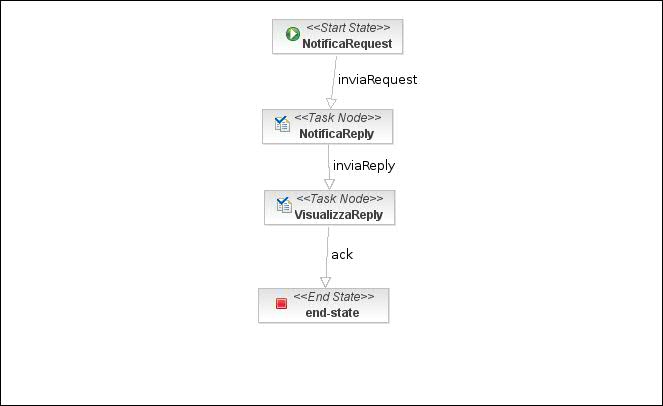 <<Start State>>
NotificaRequest
inviaRequest
<<Task Node>>
NotificaReply
inviaReply
<<Task Node>>
VisualizzaReply
ack
<<End State>>
end-state